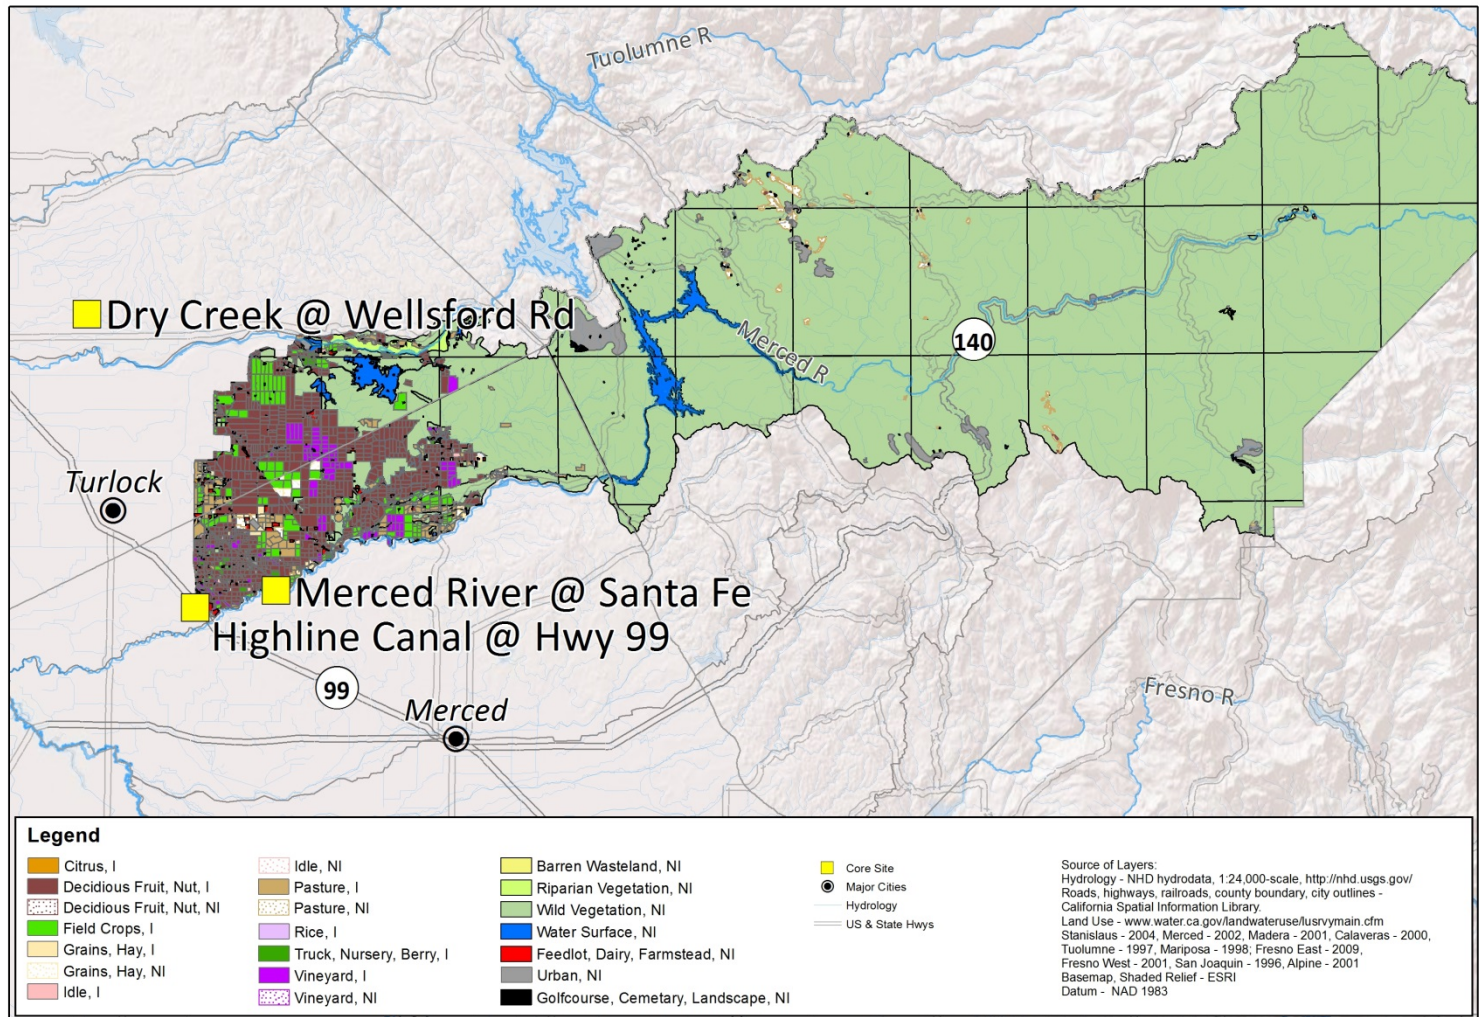 Tuolumne R
Dry Creek @ Wellsford Rd
Merced R
140
Turlock
Merced River @ Santa Fe
Highline Canal @ Hwy 99
99
Merced
Fresno R
Legend
Citrus, I
Decidious Fruit, Nut, I
Decidious Fruit, Nut, NI
Field Crops, I
Grains, Hay, I
Grains, Hay, NI
Idle, I
Idle, NI
Pasture, I
Pasture, NI
Rice, I
Truck, Nursery, Berry, I
Vineyard, I
Vineyard, NI
Barren Wasteland, NI
Riparian Vegetation, NI
Wild Vegetation, NI
Water Surface, NI
Feedlot, Dairy, Farmstead, NI
Urban, NI
Golfcourse, Cemetary, Landscape, NI
Core Site
Major Cities
Hydrology
US & State Hwys
Source of Layers:
Hydrology - NHD hydrodata, 1:24,000-scale, http://nhd.usgs.gov/
Roads, highways, railroads, county boundary, city outlines -
California Spatial Information Library.
Land Use - www.water.ca.gov/landwateruse/lusrvymain.cfm
Stanislaus - 2004, Merced - 2002, Madera - 2001, Calaveras - 2000,
Tuolumne - 1997, Mariposa - 1998; Fresno East - 2009,
Fresno West - 2001, San Joaquin - 1996, Alpine - 2001
Basemap, Shaded Relief - ESRI
Datum - NAD 1983